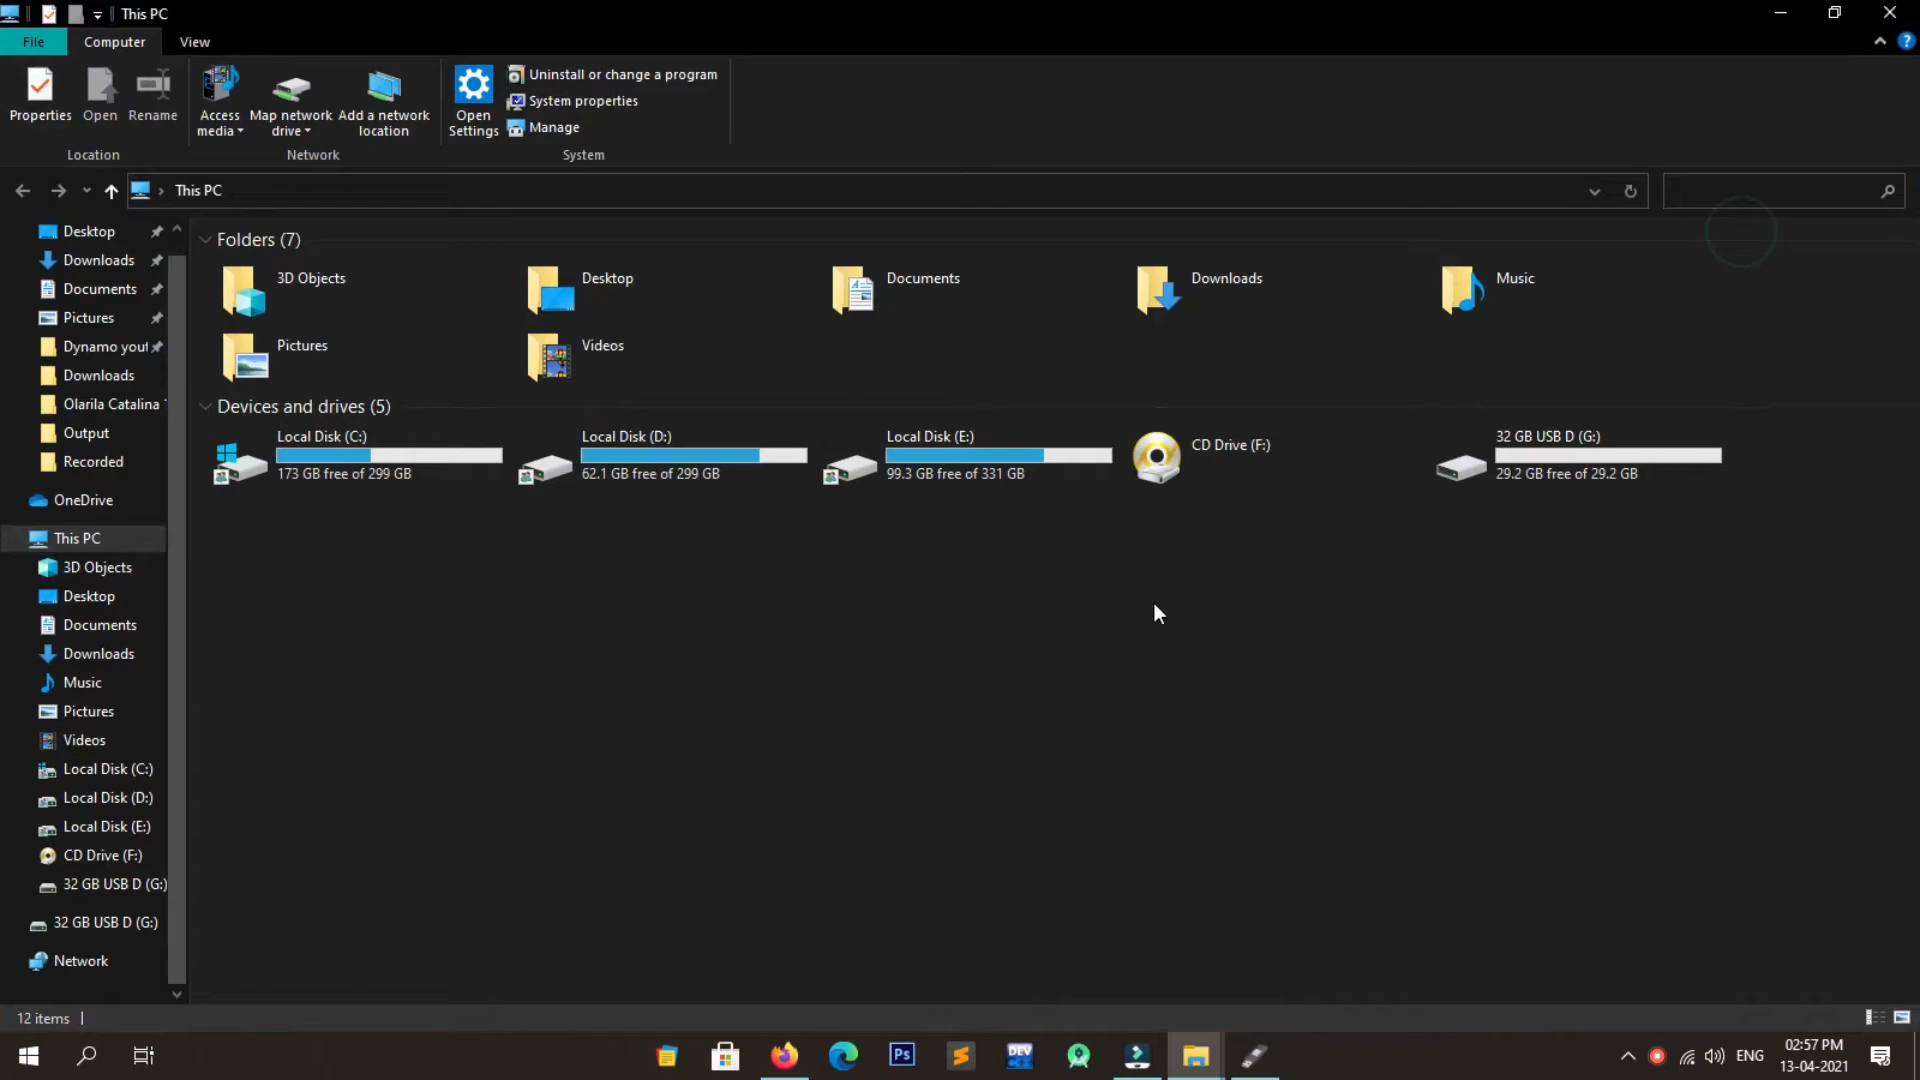 This PC
File
Computer
View
Properties
Open
Rename
Access media
Map network drive
Add a network location
Open Settings
Uninstall or change a program
System properties
Manage
Location
Network
System
This PC
Desktop
Downloads
Documents
Pictures
Dynamo yout
Downloads
Olarila Catalina
Output
Recorded
OneDrive
This PC
3D Objects
Desktop
Documents
Downloads
Music
Pictures
Videos
Local Disk (C:)
Local Disk (D:)
Local Disk (E:)
CD Drive (F:)
32 GB USB D (G:)
32 GB USB D (G:)
Network
Folders (7)
3D Objects
Desktop
Documents
Downloads
Music
Pictures
Videos
Devices and drives (5)
Local Disk (C:)
173 GB free of 299 GB
Local Disk (D:)
62.1 GB free of 299 GB
Local Disk (E:)
99.3 GB free of 331 GB
CD Drive (F:)
32 GB USB D (G:)
29.2 GB free of 29.2 GB
12 items
Ps
DEV
ENG
02:57 PM
13-04-2021